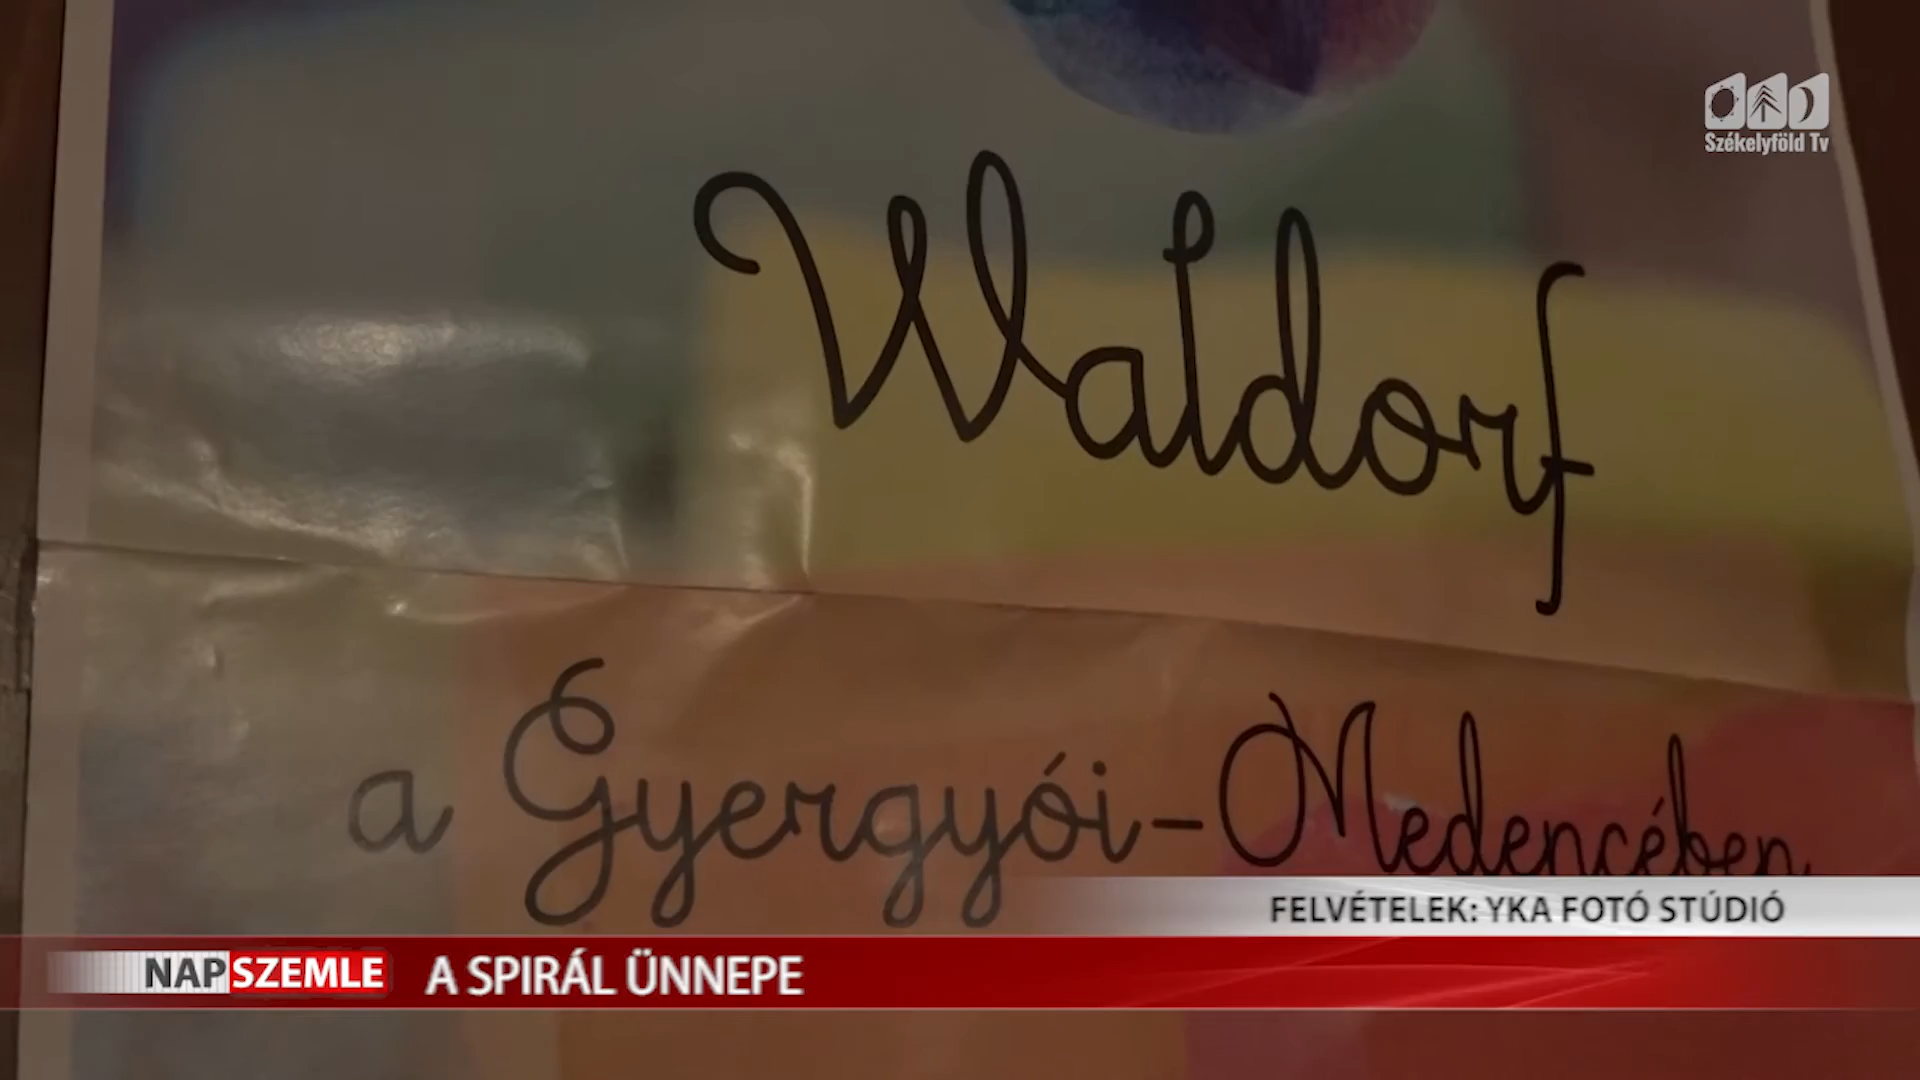 Székelyföld Tv
Waldorf
a Gyergyói-Medencében
FELVÉTELEK: YKA FOTÓ STÚDIÓ
NAPSZEMLE A SPIRÁL ÜNNEPE